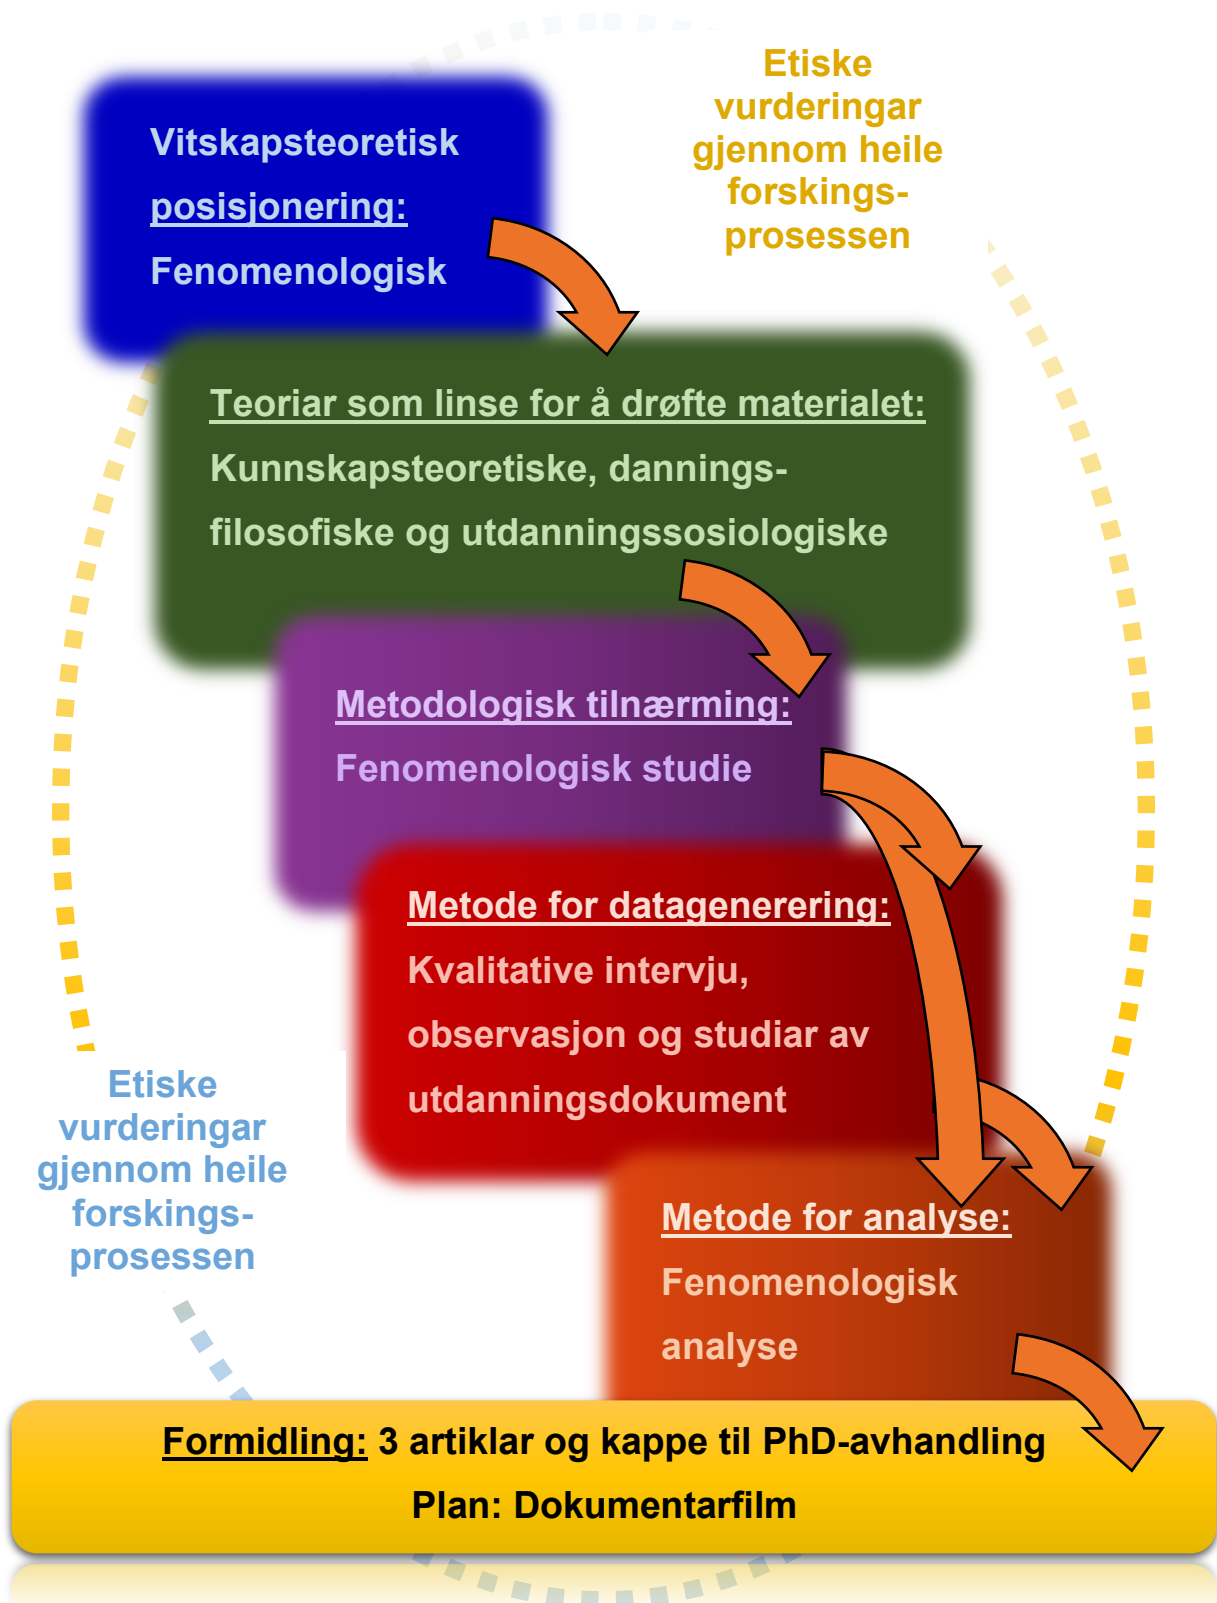 Etiske
vurderingar
gjennom heile
forskings-
prosessen
Vitskapsteoretisk
posisjonering:
Fenomenologisk
Teoriar som linse for å drøfte materialet:
Kunnskapsteoretiske, dannings-
filosofiske og utdanningssosiologiske
Metodologisk tilnærming:
Fenomenologisk studie
Metode for datagenerering:
Kvalitative intervju,
observasjon og studiar av
utdanningsdokument
Etiske
vurderingar
gjennom heile
forskings-
prosessen
Metode for analyse:
Fenomenologisk
analyse
Formidling: 3 artiklar og kappe til PhD-avhandling
Plan: Dokumentarfilm